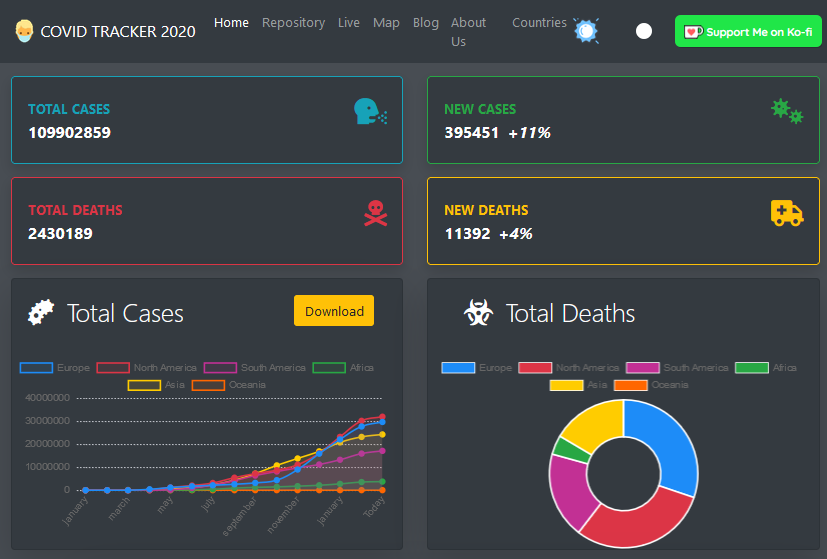 COVID TRACKER 2020
Home Repository Live Map Blog About Us Countries
Support Me on Ko-fi
TOTAL CASES
109902859
NEW CASES
395451 +11%
TOTAL DEATHS
2430189
NEW DEATHS
11392 +4%
Total Cases
Download
Total Deaths
Europe North America South America Africa
Asia Oceania
Europe North America South America Africa
Asia Oceania
40000000
30000000
20000000
10000000
0
january march may july september november january Today